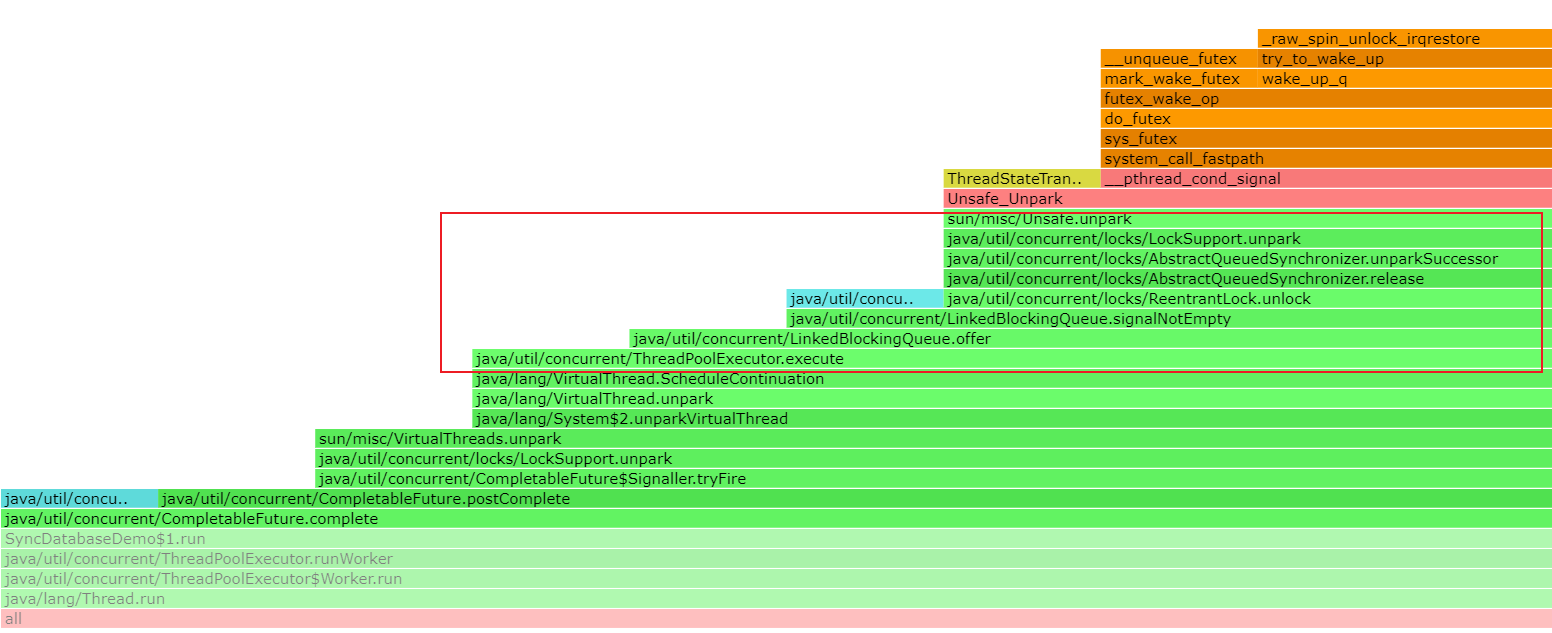 _raw_spin_unlock_irqrestore
__unqueue_futex try_to_wake_up
mark_wake_futex wake_up_q
futex_wake_op
do_futex
sys_futex
system_call_fastpath
ThreadStateTran.. __pthread_cond_signal
Unsafe_Unpark
sun/misc/Unsafe.unpark
java/util/concurrent/locks/LockSupport.unpark
java/util/concurrent/locks/AbstractQueuedSynchronizer.unparkSuccessor
java/util/concurrent/locks/AbstractQueuedSynchronizer.release
java/util/concu.. java/util/concurrent/locks/ReentrantLock.unlock
java/util/concurrent/LinkedBlockingQueue.signalNotEmpty
java/util/concurrent/LinkedBlockingQueue.offer
java/util/concurrent/ThreadPoolExecutor.execute
java/lang/VirtualThread.ScheduleContinuation
java/lang/VirtualThread.unpark
java/lang/System$2.unparkVirtualThread
sun/misc/VirtualThreads.unpark
java/util/concurrent/locks/LockSupport.unpark
java/util/concurrent/CompletableFuture$Signaller.tryFire
java/util/concu.. java/util/concurrent/CompletableFuture.postComplete
java/util/concurrent/CompletableFuture.complete
SyncDatabaseDemo$1.run
java/util/concurrent/ThreadPoolExecutor.runWorker
java/util/concurrent/ThreadPoolExecutor$Worker.run
java/lang/Thread.run
all